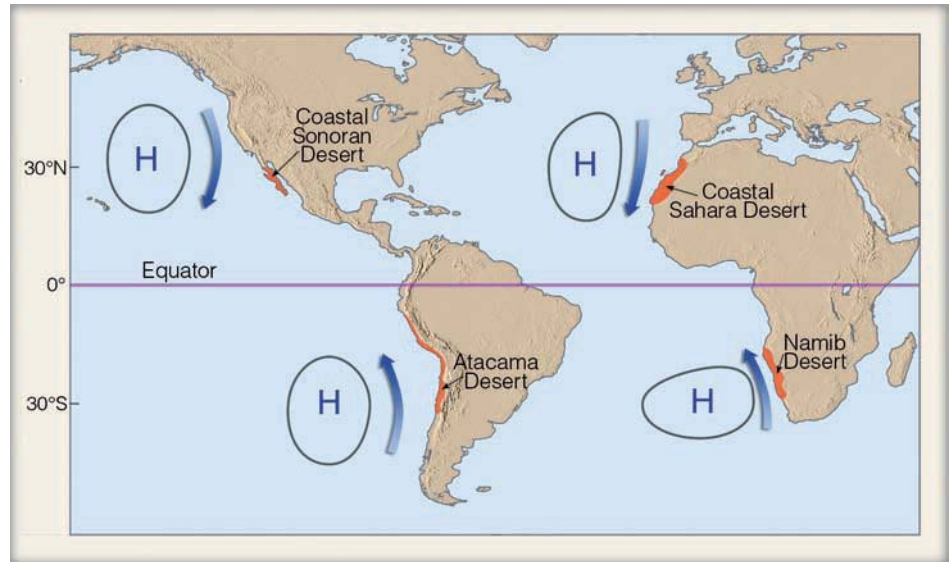 H
Coastal
Sonoran
Desert
H
30°N
Coastal
Sahara Desert
Equator
0°
Atacama
Desert
H
Namib
Desert
H
30°S